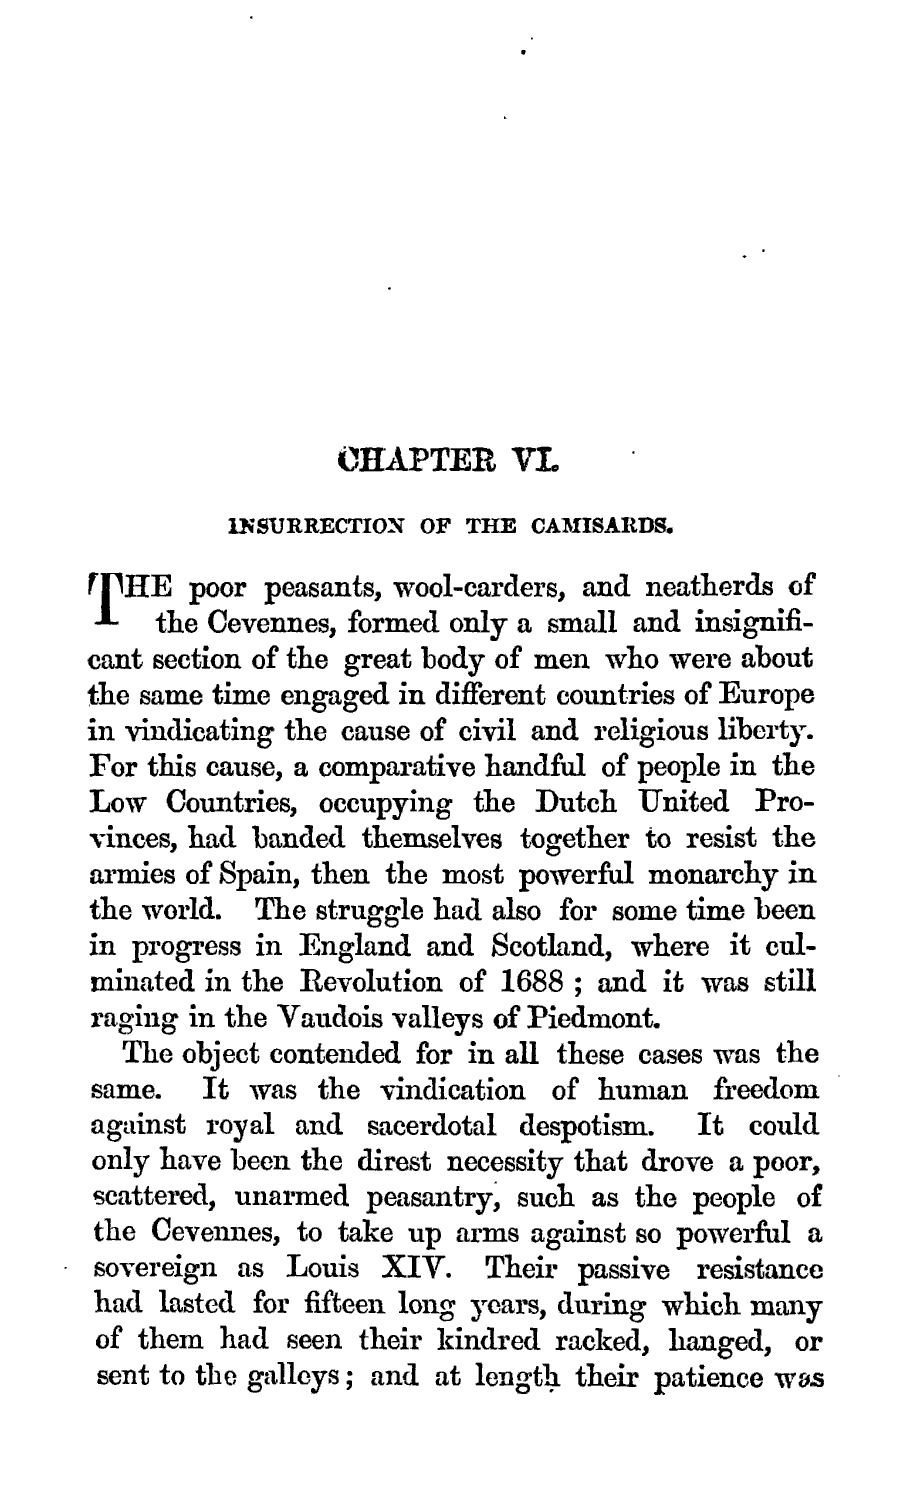 CHAPTER VI.
INSURRECTION OF THE CAMISARDS.
THE poor peasants, wool-carders, and neatherds of
the Cevennes, formed only a small and insignifi-
cant section of the great body of men who were about
the same time engaged in different countries of Europe
in vindicating the cause of civil and religious liberty.
For this cause, a comparative handful of people in the
Low Countries, occupying the Dutch United Pro-
vinces, had banded themselves together to resist the
armies of Spain, then the most powerful monarchy in
the world. The struggle had also for some time been
in progress in England and Scotland, where it cul-
minated in the Revolution of 1688 ; and it was still
raging in the Vaudois valleys of Piedmont.
The object contended for in all these cases was the
same. It was the vindication of human freedom
against royal and sacerdotal despotism. It could
only have been the direst necessity that drove a poor,
scattered, unarmed peasantry, such as the people of
the Cevennes, to take up arms against so powerful a
sovereign as Louis XIV. Their passive resistance
had lasted for fifteen long years, during which many
of them had seen their kindred racked, hanged, or
sent to the galleys ; and at length their patience was